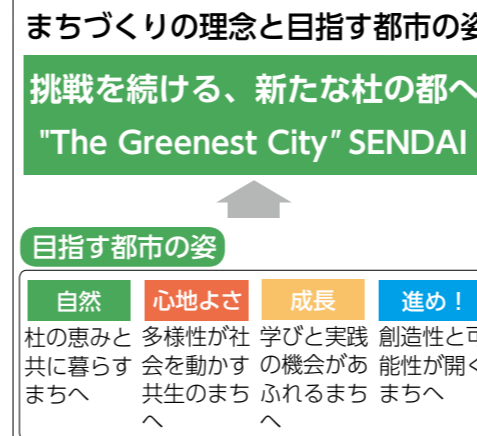 まちづくりの理念と目指す都市の姿
挑戦を続ける、新たな杜の都へ
"The Greenest City" SENDAI
目指す都市の姿
自然
杜の恵みと
共に暮らす
まちへ
心地よさ
多様性が社
会を動かす
共生のまち
へ
成長
学びと実践
の機会があ
ふれるまち
へ
進め！
創造性と可
能性が開く
まちへ